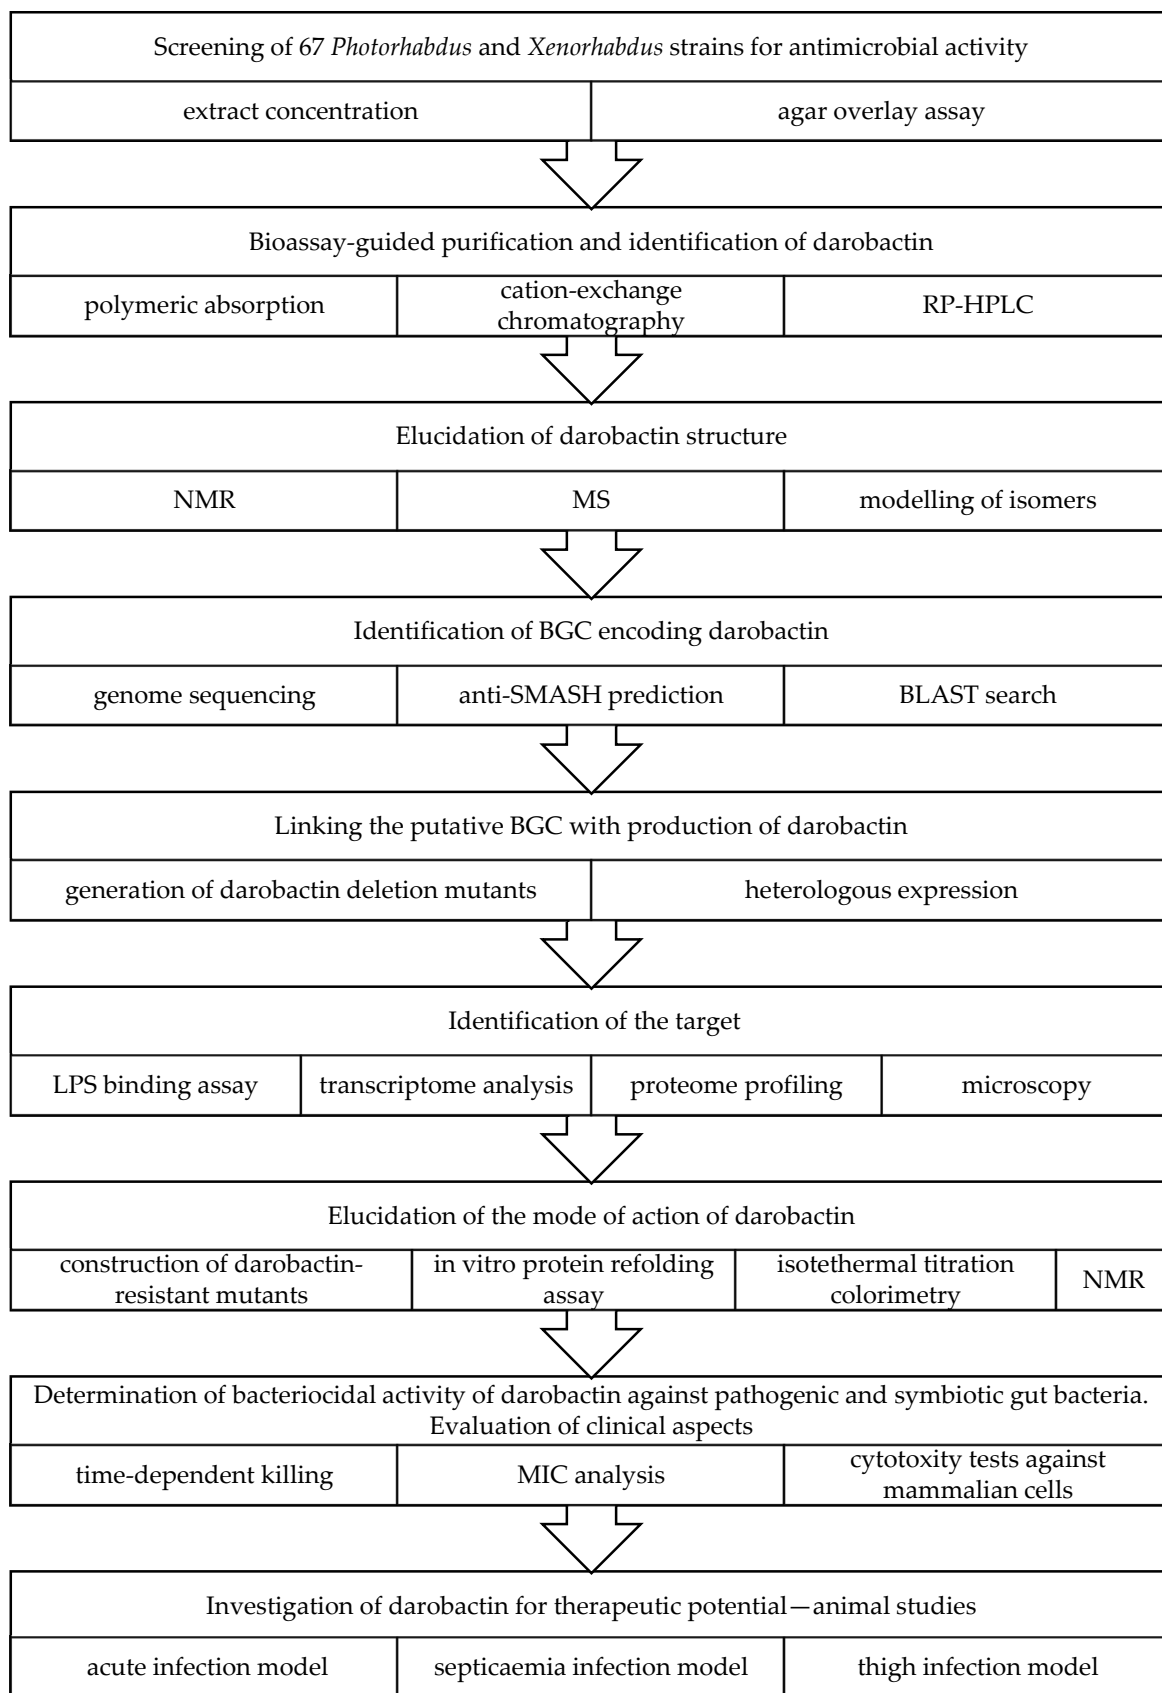 Screening of 67 Photorhabdus and Xenorhabdus strains for antimicrobial activity
extract concentration
agar overlay assay
Bioassay-guided purification and identification of darobactin
polymeric absorption
cation-exchange
chromatography
RP-HPLC
Elucidation of darobactin structure
NMR
MS
modelling of isomers
Identification of BGC encoding darobactin
genome sequencing
anti-SMASH prediction
BLAST search
Linking the putative BGC with production of darobactin
generation of darobactin deletion mutants
heterologous expression
Identification of the target
LPS binding assay
transcriptome analysis
proteome profiling
microscopy
Elucidation of the mode of action of darobactin
construction of darobactin-
resistant mutants
in vitro protein refolding
assay
isotethermal titration
colorimetry
NMR
Determination of bacteriocidal activity of darobactin against pathogenic and symbiotic gut bacteria.
Evaluation of clinical aspects
time-dependent killing
MIC analysis
cytotoxity tests against
mammalian cells
Investigation of darobactin for therapeutic potential—animal studies
acute infection model
septicaemia infection model
thigh infection model